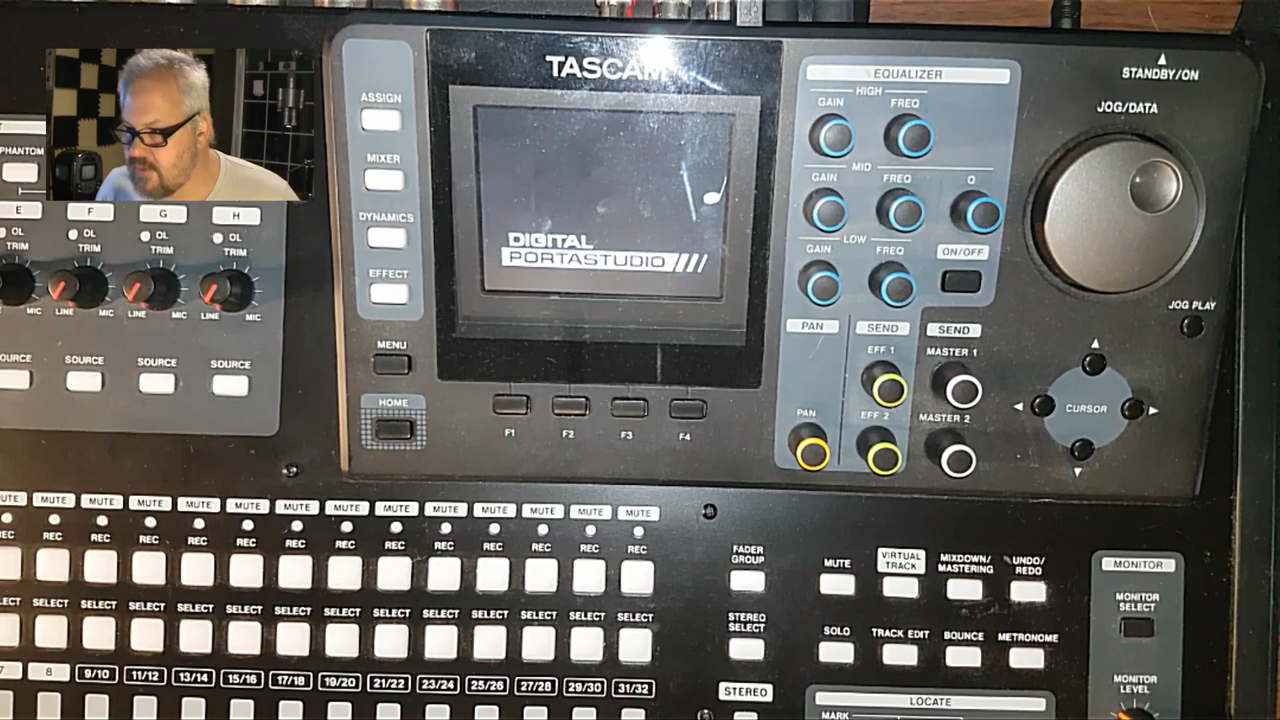 TASCAM
DIGITAL
PORTASTUDIO
ASSIGN
MIXER
DYNAMICS
EFFECT
MENU
HOME
F1 F2 F3 F4
EQUALIZER
HIGH
GAIN FREQ
MID
GAIN FREQ Q
LOW
GAIN FREQ ON/OFF
PAN SEND SEND
EFF 1 MASTER 1
PAN EFF 2 MASTER 2
STANDBY/ON
JOG/DATA
JOG PLAY
CURSOR
PHANTOM
E F G H
OL OL OL OL
TRIM TRIM TRIM TRIM
MIC LINE MIC LINE MIC LINE MIC
SOURCE SOURCE SOURCE
MUTE MUTE MUTE MUTE MUTE MUTE MUTE MUTE MUTE MUTE MUTE MUTE MUTE
REC REC REC REC REC REC REC REC REC REC REC REC REC
SELECT SELECT SELECT SELECT SELECT SELECT SELECT SELECT SELECT SELECT SELECT SELECT SELECT
7 8 9/10 11/12 13/14 15/16 17/18 19/20 21/22 23/24 25/26 27/28 29/30 31/32
FADER
GROUP
STEREO
SELECT
STEREO
MUTE VIRTUAL TRACK MIXDOWN/ MASTERING UNDO/ REDO
SOLO TRACK EDIT BOUNCE METRONOME
LOCATE
MARK
MONITOR
MONITOR
SELECT
MONITOR
LEVEL